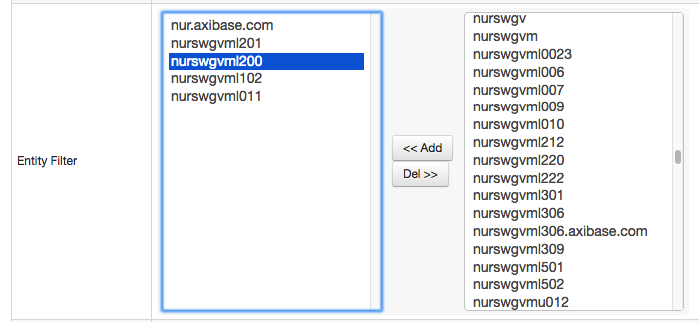 Entity Filter
nur.axibase.com
nurswgvml201
nurswgvml200
nurswgvml102
nurswgvml011
<< Add
Del >>
nurswgv
nurswgvm
nurswgvml0023
nurswgvml006
nurswgvml007
nurswgvml009
nurswgvml010
nurswgvml212
nurswgvml220
nurswgvml222
nurswgvml301
nurswgvml306
nurswgvml306.axibase.com
nurswgvml309
nurswgvml501
nurswgvml502
nurswgvmu012